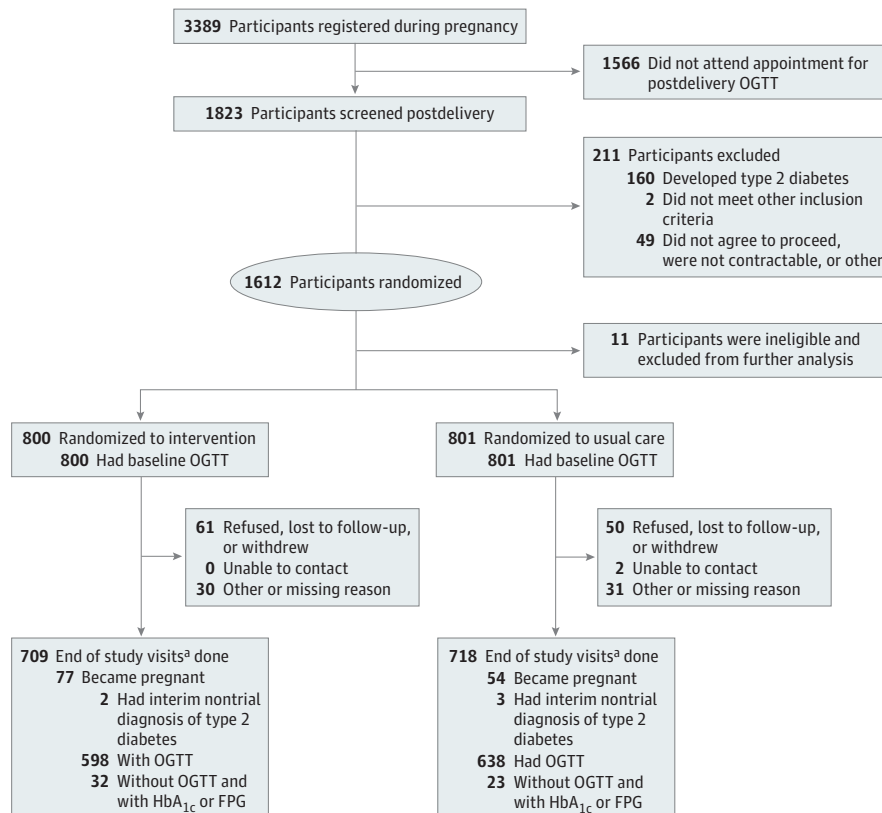 3389 Participants registered during pregnancy
1566 Did not attend appointment for
postdelivery OGTT
1823 Participants screened postdelivery
211 Participants excluded
160 Developed type 2 diabetes
2 Did not meet other inclusion
criteria
49 Did not agree to proceed,
were not contractable, or other
1612 Participants randomized
11 Participants were ineligible and
excluded from further analysis
800 Randomized to intervention
800 Had baseline OGTT
801 Randomized to usual care
801 Had baseline OGTT
61 Refused, lost to follow-up,
or withdrew
0 Unable to contact
30 Other or missing reason
50 Refused, lost to follow-up,
or withdrew
2 Unable to contact
31 Other or missing reason
709 End of study visitsa done
77 Became pregnant
2 Had interim nontrial
diagnosis of type 2
diabetes
598 With OGTT
32 Without OGTT and
with HbA1c or FPG
718 End of study visitsa done
54 Became pregnant
3 Had interim nontrial
diagnosis of type 2
diabetes
638 Had OGTT
23 Without OGTT and
with HbA1c or FPG